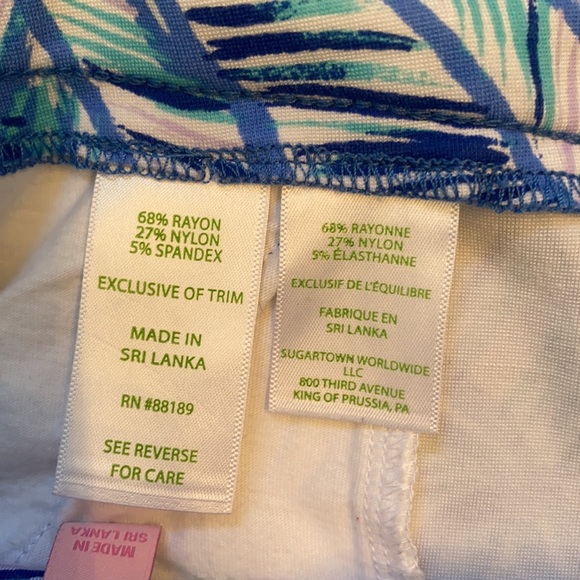 68% RAYON
27% NYLON
5% SPANDEX
EXCLUSIVE OF TRIM
MADE IN
SRI LANKA
RN #88189
SEE REVERSE
FOR CARE
68% RAYONNE
27% NYLON
5% ÉLASTHANNE
EXCLUSIF DE L'ÉQUILIBRE
FABRIQUE EN
SRI LANKA
SUGARTOWN WORLDWIDE
LLC
800 THIRD AVENUE
KING OF PRUSSIA, PA
MADE IN
SRI LANKA